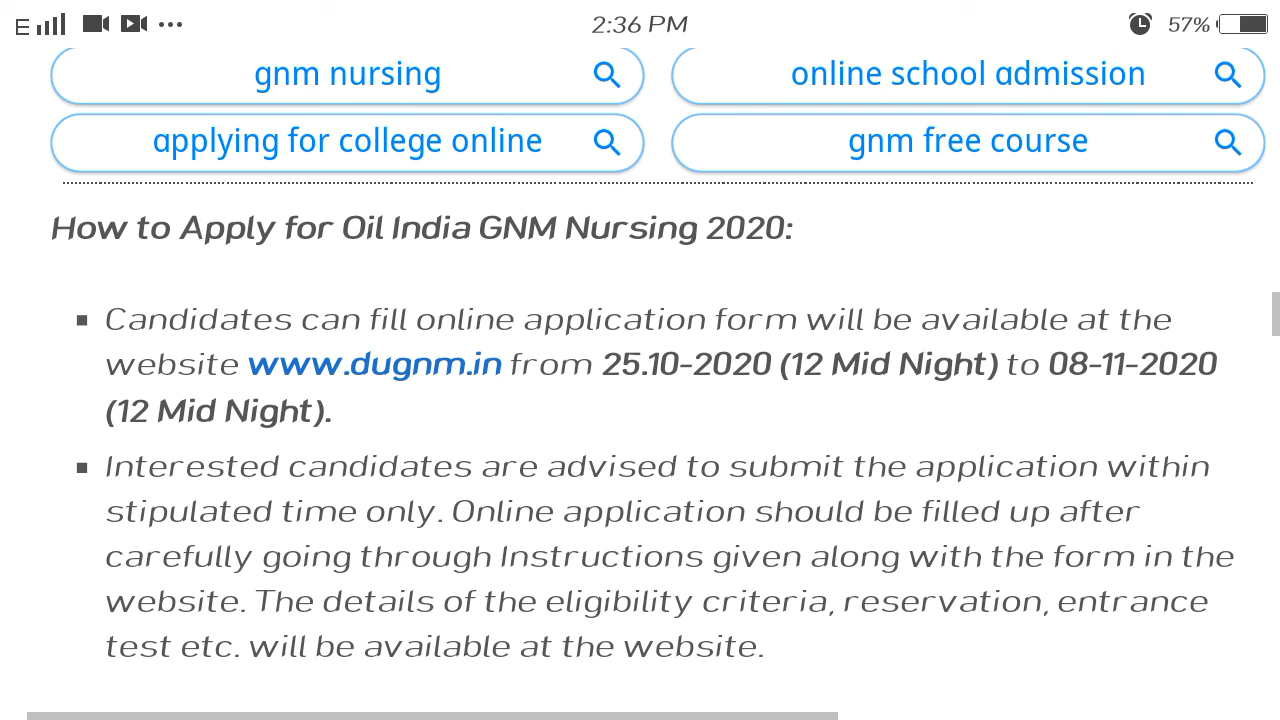 2:36 PM
57%
gnm nursing
online school admission
applying for college online
gnm free course
How to Apply for Oil India GNM Nursing 2020:
Candidates can fill online application form will be available at the
website www.dugnm.in from 25.10-2020 (12 Mid Night) to 08-11-2020
(12 Mid Night).
Interested candidates are advised to submit the application within
stipulated time only. Online application should be filled up after
carefully going through Instructions given along with the form in the
website. The details of the eligibility criteria, reservation, entrance
test etc. will be available at the website.